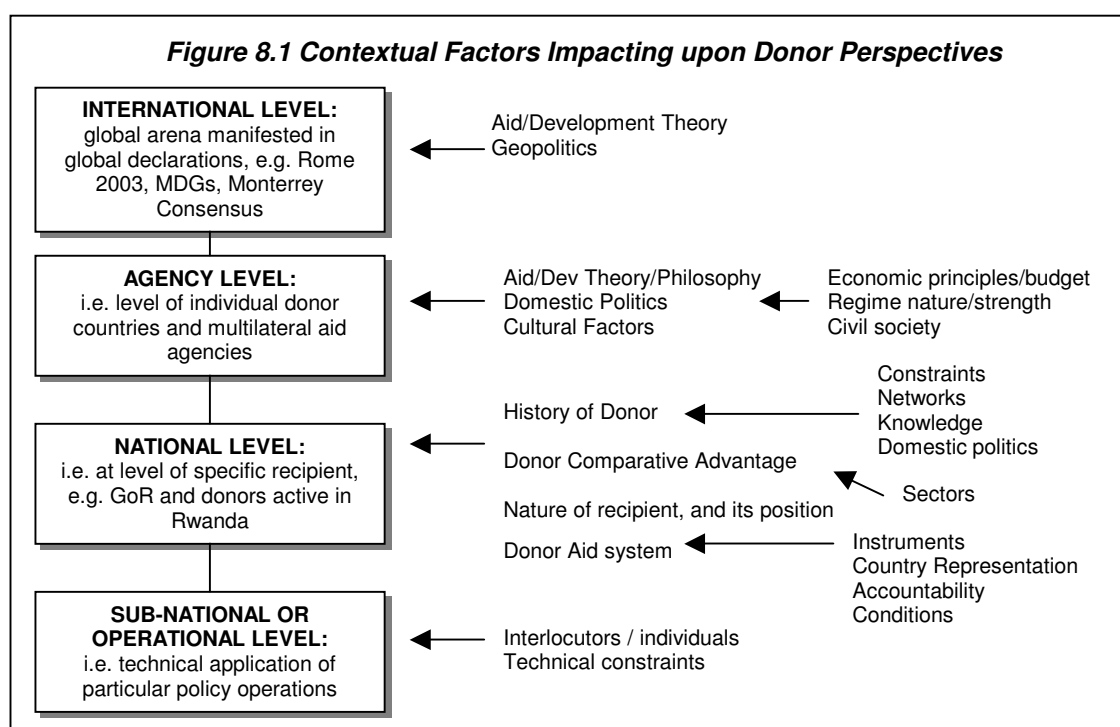 Figure 8.1 Contextual Factors Impacting upon Donor Perspectives
INTERNATIONAL LEVEL:
global arena manifested in
global declarations, e.g. Rome
2003, MDGs, Monterrey
Consensus
Aid/Development Theory
Geopolitics
AGENCY LEVEL:
i.e. level of individual donor
countries and multilateral aid
agencies
Aid/Dev Theory/Philosophy
Domestic Politics
Cultural Factors
Economic principles/budget
Regime nature/strength
Civil society
NATIONAL LEVEL:
i.e. at level of specific recipient,
e.g. GoR and donors active in
Rwanda
History of Donor
Constraints
Networks
Knowledge
Domestic politics
Donor Comparative Advantage
Sectors
Nature of recipient, and its position
Donor Aid system
Instruments
Country Representation
Accountability
Conditions
SUB-NATIONAL OR
OPERATIONAL LEVEL:
i.e. technical application of
particular policy operations
Interlocutors / individuals
Technical constraints